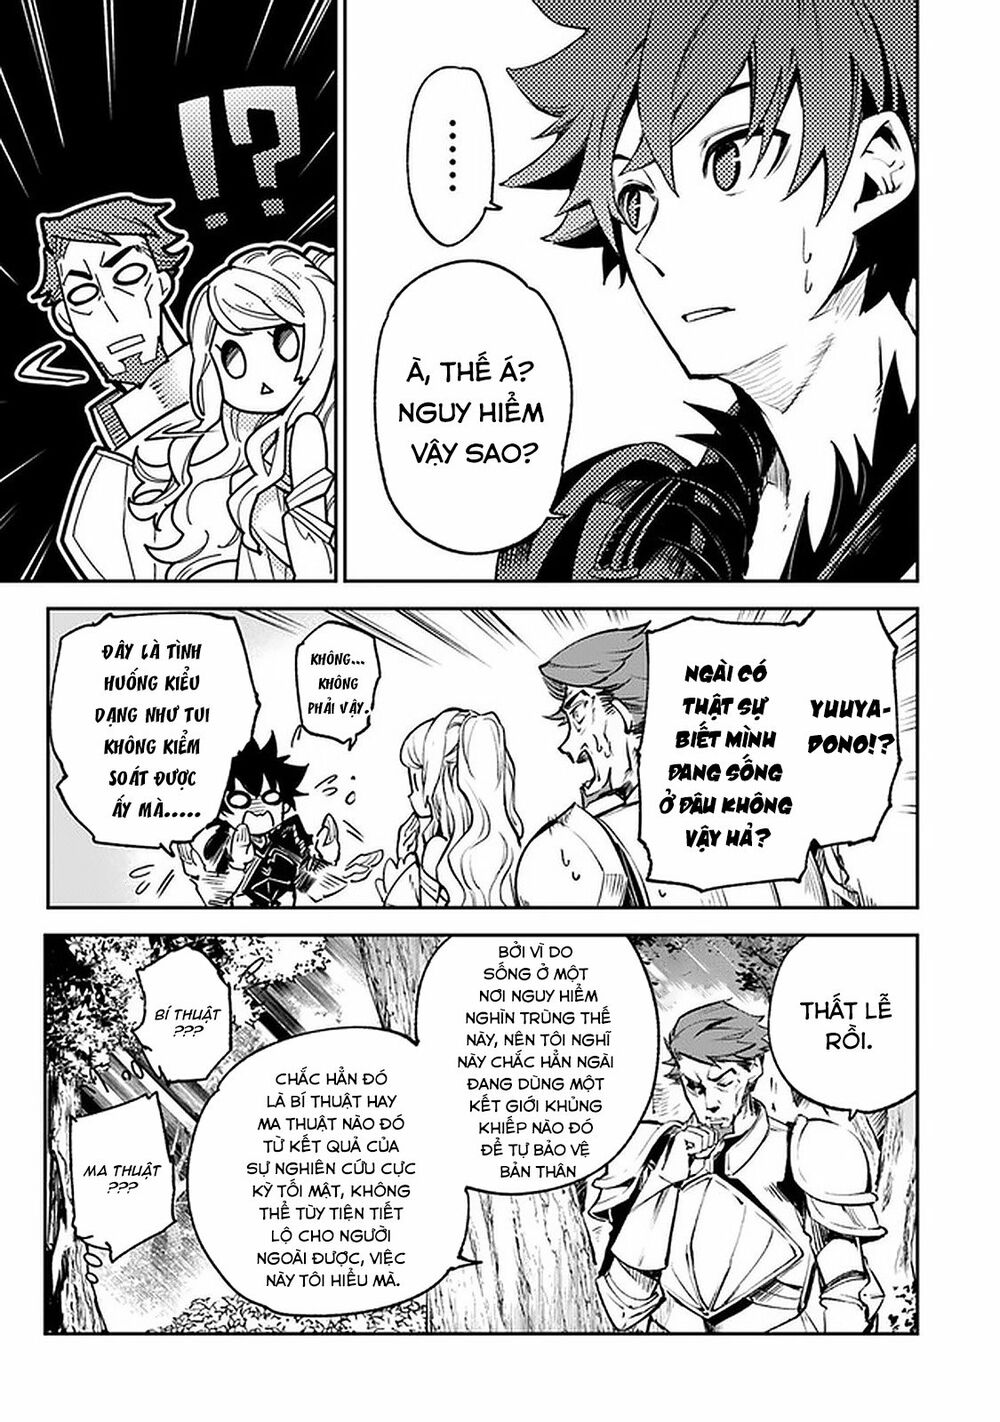 ......
À, THẾ Á?
NGUY HIỂM
VẬY SAO?
!?
YUUYA-
DONO!?
NGÀI CÓ
THẬT SỰ
BIẾT MÌNH
ĐANG SỐNG
Ở ĐÂU KHÔNG
VẬY HẢ?
KHÔNG...
KHÔNG
PHẢI VẬY.
ĐÂY LÀ TÌNH
HUỐNG KIỂU
DẠNG NHƯ TUI
KHÔNG KIỂM
SOÁT ĐƯỢC
ẤY MÀ.....
THẤT LỄ
RỒI.
BỞI VÌ DO
SỐNG Ở MỘT
NƠI NGUY HIỂM
NGHÌN TRÙNG THẾ
NÀY, NÊN TÔI NGHĨ
NÀY CHẮC HẲN NGÀI
ĐANG DÙNG MỘT
KẾT GIỚI KHỦNG
KHIẾP NÀO ĐÓ
ĐỂ TỰ BẢO VỆ
BẢN THÂN
CHẮC HẲN ĐÓ
LÀ BÍ THUẬT HAY
MA THUẬT NÀO ĐÓ
TỪ KẾT QUẢ CỦA
SỰ NGHIÊN CỨU CỰC
KỲ TỐI MẬT, KHÔNG
THỂ TÙY TIỆN TIẾT
LỘ CHO NGƯỜI
NGOÀI ĐƯỢC, VIỆC
NÀY TÔI HIỂU MÀ.
BÍ THUẬT
???
MA THUẬT
???